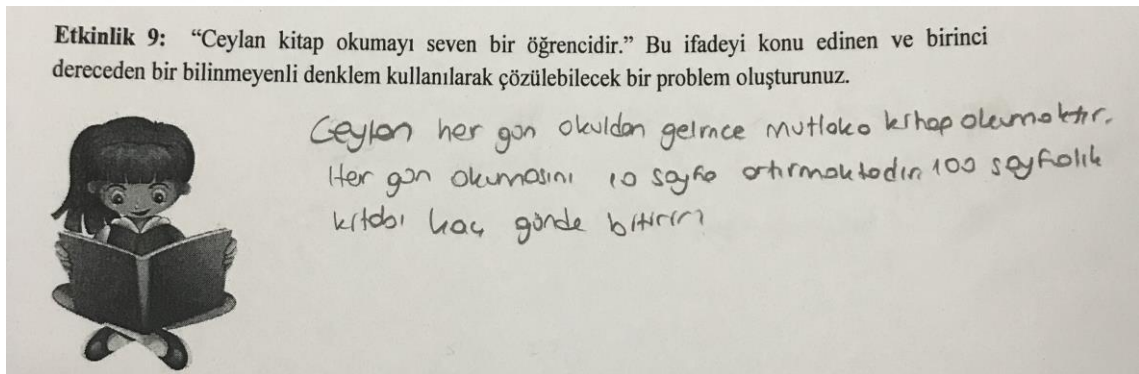 Etkinlik 9: “Ceylan kitap okumayı seven bir öğrencidir.” Bu ifadeyi konu edinen ve birinci
dereceden bir bilinmeyenli denklem kullanılarak çözülebilecek bir problem oluşturunuz.
Ceylan her gün okuldan gelince mutlaka kitap okumaktır.
Her gün okumasını 10 sayfa artırmaktadır. 100 sayfalık
kitabı kaç günde bitirir?